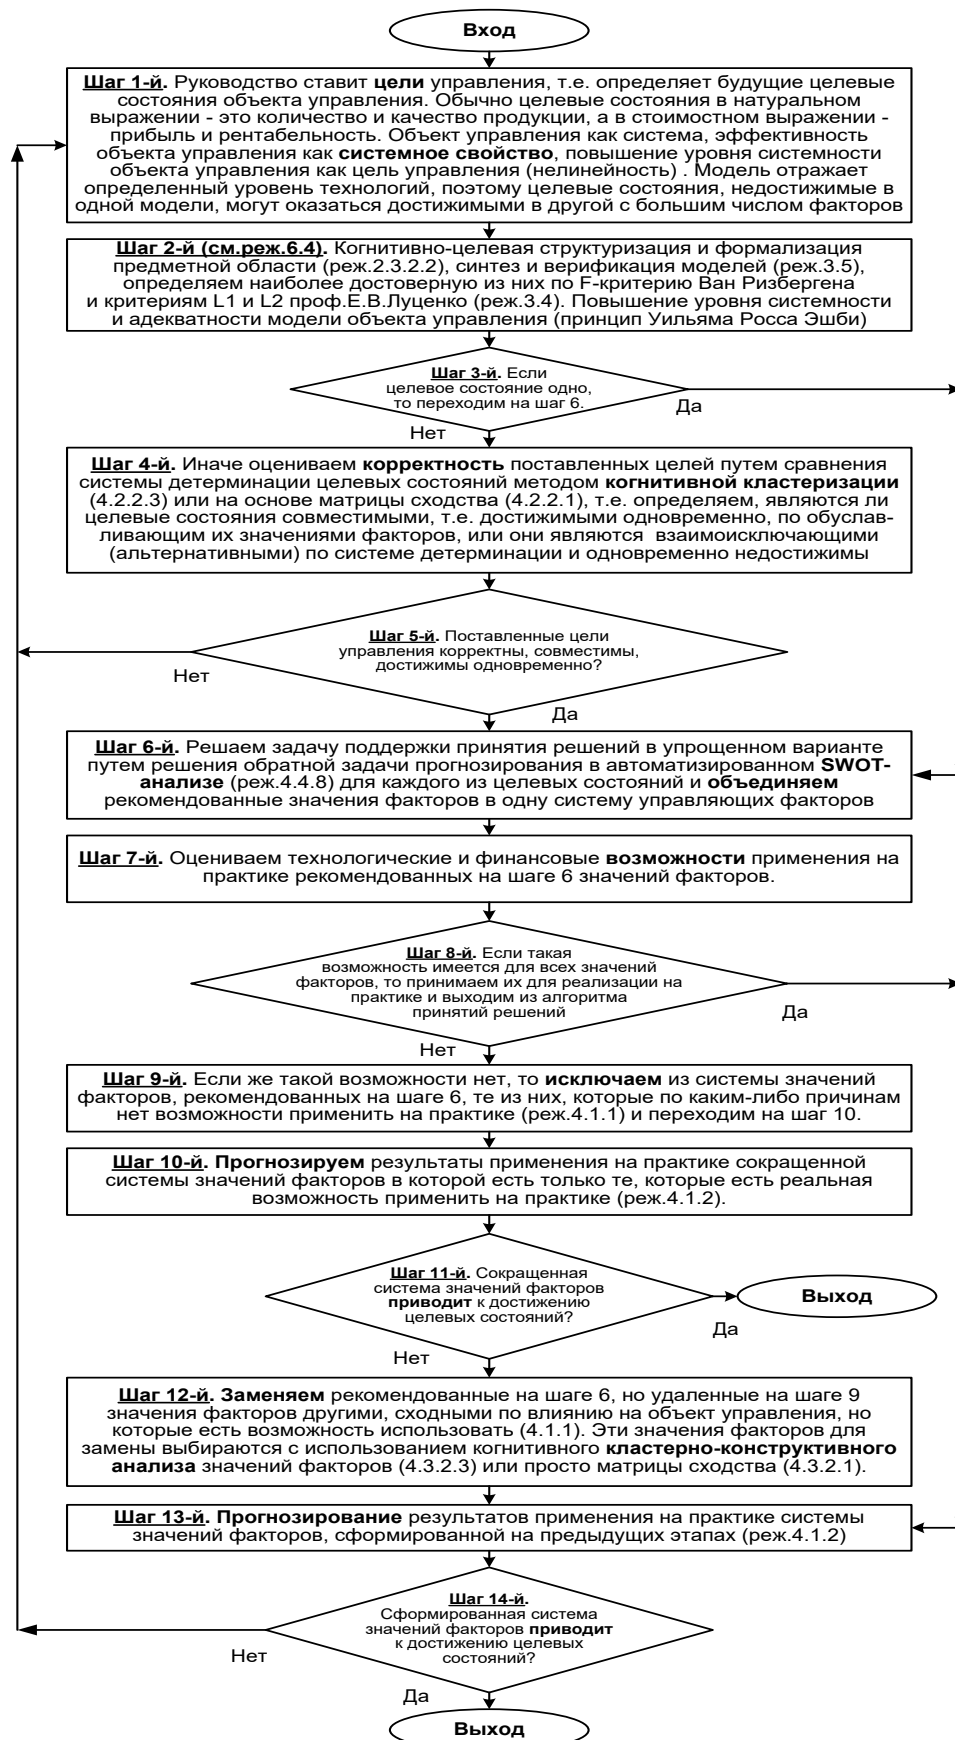 Вход
Шаг 1-й. Руководство ставит цели управления, т.е. определяет будущие целевые
состояния объекта управления. Обычно целевые состояния в натуральном
выражении - это количество и качество продукции, а в стоимостном выражении -
прибыль и рентабельность. Объект управления как система, эффективность
объекта управления как системное свойство, повышение уровня системности
объекта управления как цель управления (нелинейность) . Модель отражает
определенный уровень технологий, поэтому целевые состояния, недостижимые в
одной модели, могут оказаться достижимыми в другой с большим числом факторов
Шаг 2-й (см.реж.6.4). Когнитивно-целевая структуризация и формализация
предметной области (реж.2.3.2.2), синтез и верификация моделей (реж.3.5),
определяем наиболее достоверную из них по F-критерию Ван Ризбергена
и критериям L1 и L2 проф.Е.В.Луценко (реж.3.4). Повышение уровня системности
и адекватности модели объекта управления (принцип Уильяма Росса Эшби)
Шаг 3-й. Если
целевое состояние одно,
то переходим на шаг 6.
Да
Нет
Шаг 4-й. Иначе оцениваем корректность поставленных целей путем сравнения
системы детерминации целевых состояний методом когнитивной кластеризации
(4.2.2.3) или на основе матрицы сходства (4.2.2.1), т.е. определяем, являются ли
целевые состояния совместимыми, т.е. достижимыми одновременно, по обуслав-
ливающим их значениями факторов, или они являются взаимоисключающими
(альтернативными) по системе детерминации и одновременно недостижимы
Шаг 5-й. Поставленные цели
управления корректны, совместимы,
достижимы одновременно?
Нет
Да
Шаг 6-й. Решаем задачу поддержки принятия решений в упрощенном варианте
путем решения обратной задачи прогнозирования в автоматизированном SWOT-
анализе (реж.4.4.8) для каждого из целевых состояний и объединяем
рекомендованные значения факторов в одну систему управляющих факторов
Шаг 7-й. Оцениваем технологические и финансовые возможности применения на
практике рекомендованных на шаге 6 значений факторов.
Шаг 8-й. Если такая
возможность имеется для всех значений
факторов, то принимаем их для реализации на
практике и выходим из алгоритма
принятий решений
Да
Нет
Шаг 9-й. Если же такой возможности нет, то исключаем из системы значений
факторов, рекомендованных на шаге 6, те из них, которые по каким-либо причинам
нет возможности применить на практике (реж.4.1.1) и переходим на шаг 10.
Шаг 10-й. Прогнозируем результаты применения на практике сокращенной
системы значений факторов в которой есть только те, которые есть реальная
возможность применить на практике (реж.4.1.2).
Шаг 11-й. Сокращенная
система значений факторов
приводит к достижению
целевых состояний?
Выход
Да
Нет
Шаг 12-й. Заменяем рекомендованные на шаге 6, но удаленные на шаге 9
значения факторов другими, сходными по влиянию на объект управления, но
которые есть возможность использовать (4.1.1). Эти значения факторов для
замены выбираются с использованием когнитивного кластерно-конструктивного
анализа значений факторов (4.3.2.3) или просто матрицы сходства (4.3.2.1).
Шаг 13-й. Прогнозирование результатов применения на практике системы
значений факторов, сформированной на предыдущих этапах (реж.4.1.2)
Шаг 14-й.
Сформированная система
значений факторов приводит
к достижению целевых
состояний?
Нет
Да
Выход